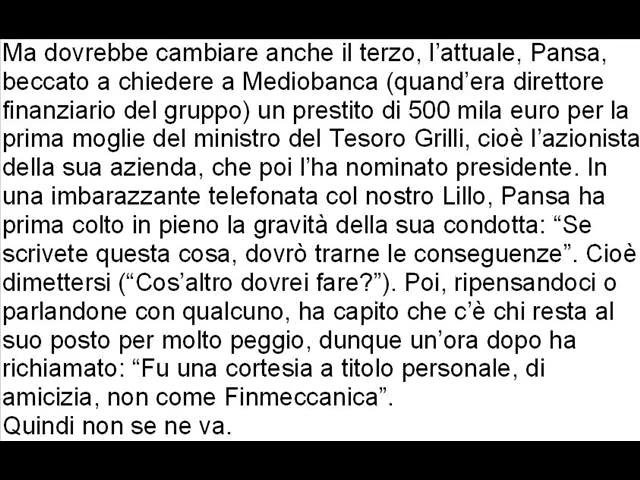 Ma dovrebbe cambiare anche il terzo, l’attuale, Pansa,
beccato a chiedere a Mediobanca (quand’era direttore
finanziario del gruppo) un prestito di 500 mila euro per la
prima moglie del ministro del Tesoro Grilli, cioè l’azionista
della sua azienda, che poi l’ha nominato presidente. In
una imbarazzante telefonata col nostro Lillo, Pansa ha
prima colto in pieno la gravità della sua condotta: “Se
scrivete questa cosa, dovrò trarne le conseguenze”. Cioè
dimettersi (“Cos’altro dovrei fare?”). Poi, ripensandoci o
parlandone con qualcuno, ha capito che c’è chi resta al
suo posto per molto peggio, dunque un’ora dopo ha
richiamato: “Fu una cortesia a titolo personale, di
amicizia, non come Finmeccanica”.
Quindi non se ne va.